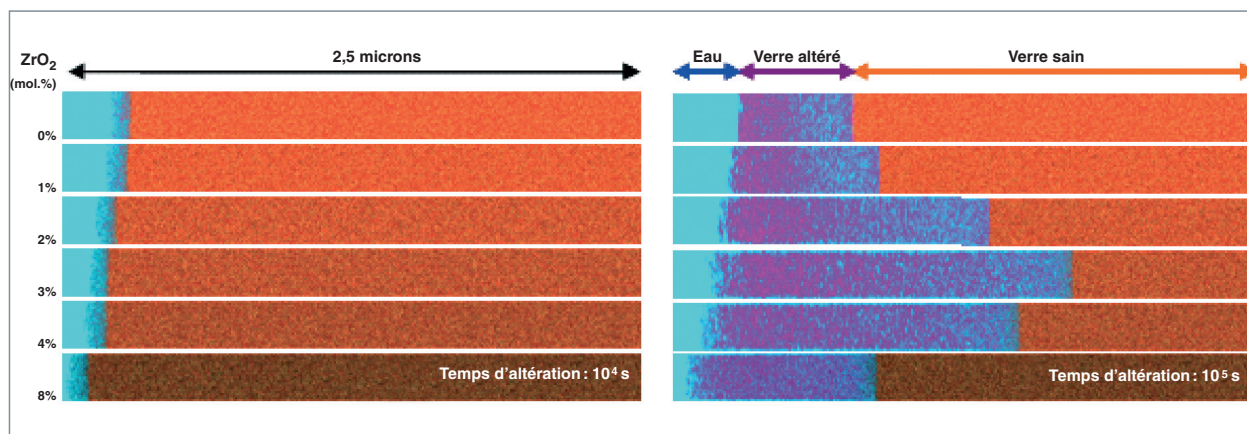 ZrO2
(mol.%)
2,5 microns
Eau
Verre altéré
Verre sain
0%
1%
2%
3%
4%
8%
Temps d'altération : 10⁴ s
Temps d'altération : 10⁵ s